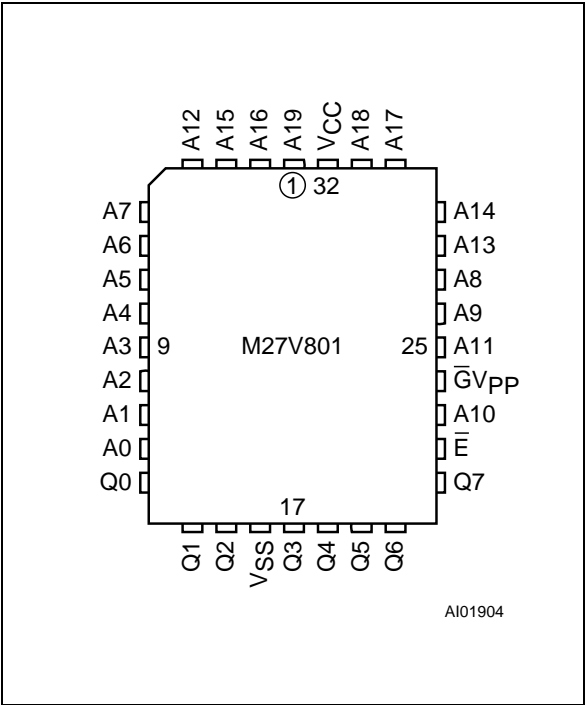 A12 A15 A16 A19 VCC A18 A17
1 32
A7 A14
A6 A13
A5 A8
A4 A9
A3 9 M27V801 25 A11
A2 G̅VPP
A1 A10
A0 E̅
Q0 Q7
17
Q1 Q2 VSS Q3 Q4 Q5 Q6
AI01904